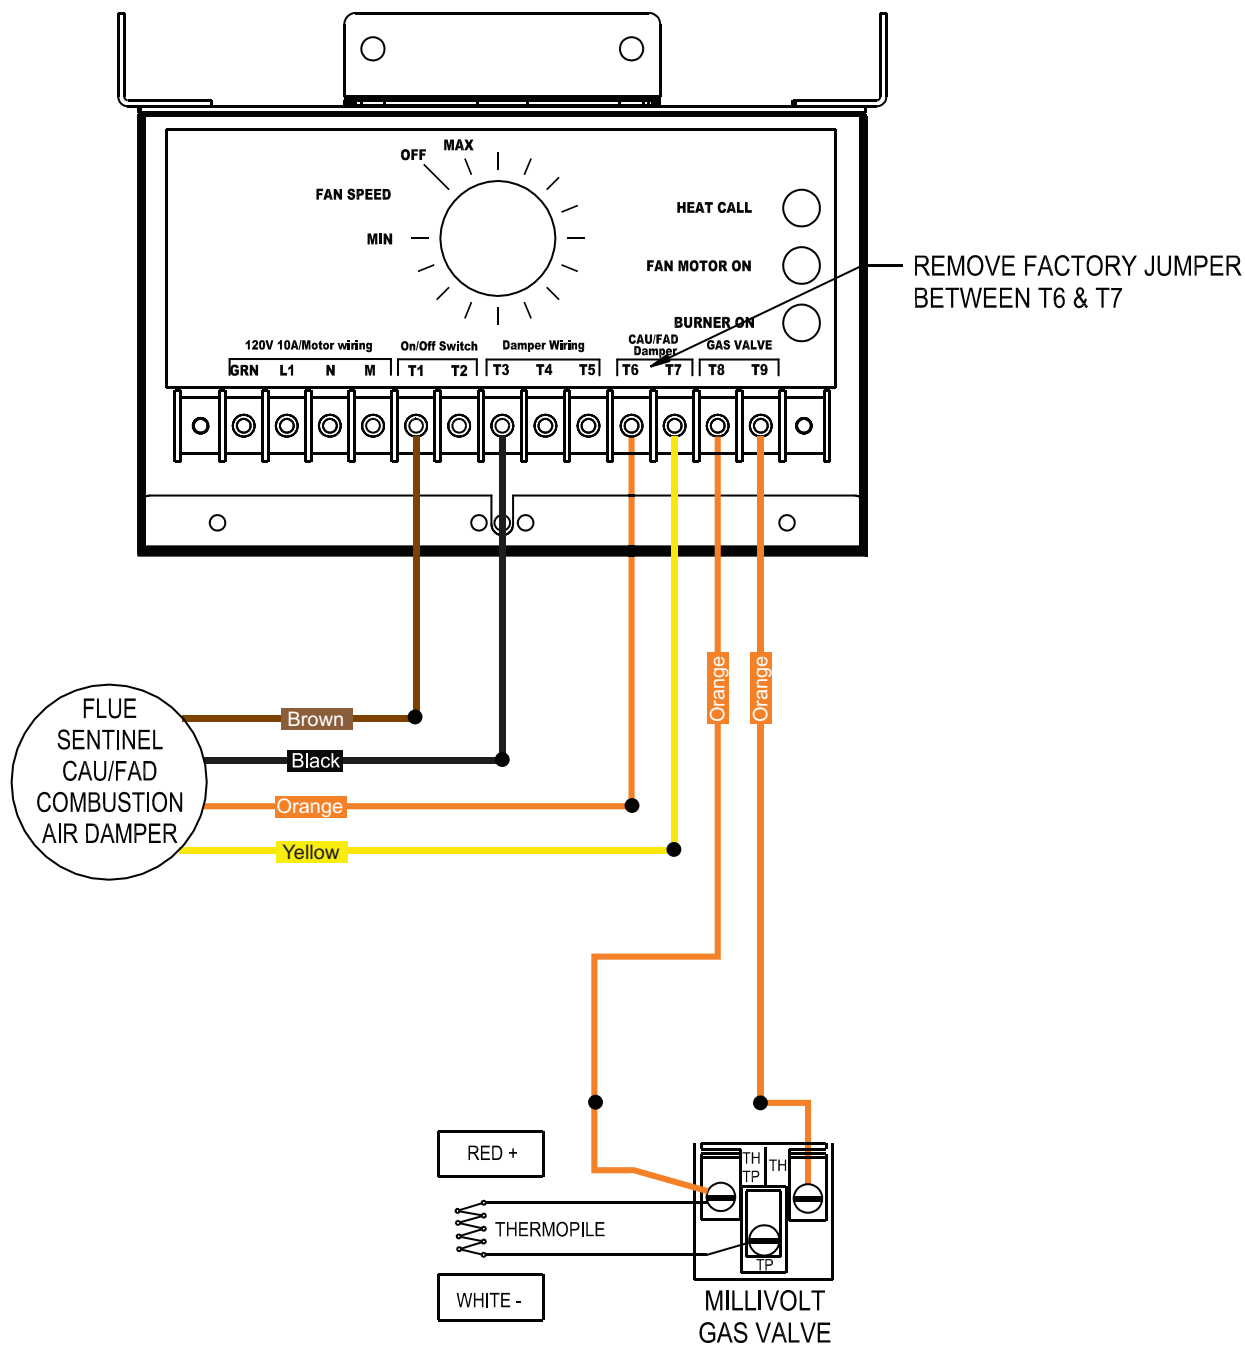 OFF
MAX
FAN SPEED
MIN
HEAT CALL
FAN MOTOR ON
BURNER ON
REMOVE FACTORY JUMPER
BETWEEN T6 & T7
120V 10A/Motor wiring
On/Off Switch
Damper Wiring
CAU/FAD
Damper
GAS VALVE
GRN L1 N M T1 T2 T3 T4 T5 T6 T7 T8 T9
Orange
Orange
FLUE
SENTINEL
CAU/FAD
COMBUSTION
AIR DAMPER
Brown
Black
Orange
Yellow
RED +
THERMOPILE
WHITE -
TH
TP
TH
TP
MILLIVOLT
GAS VALVE